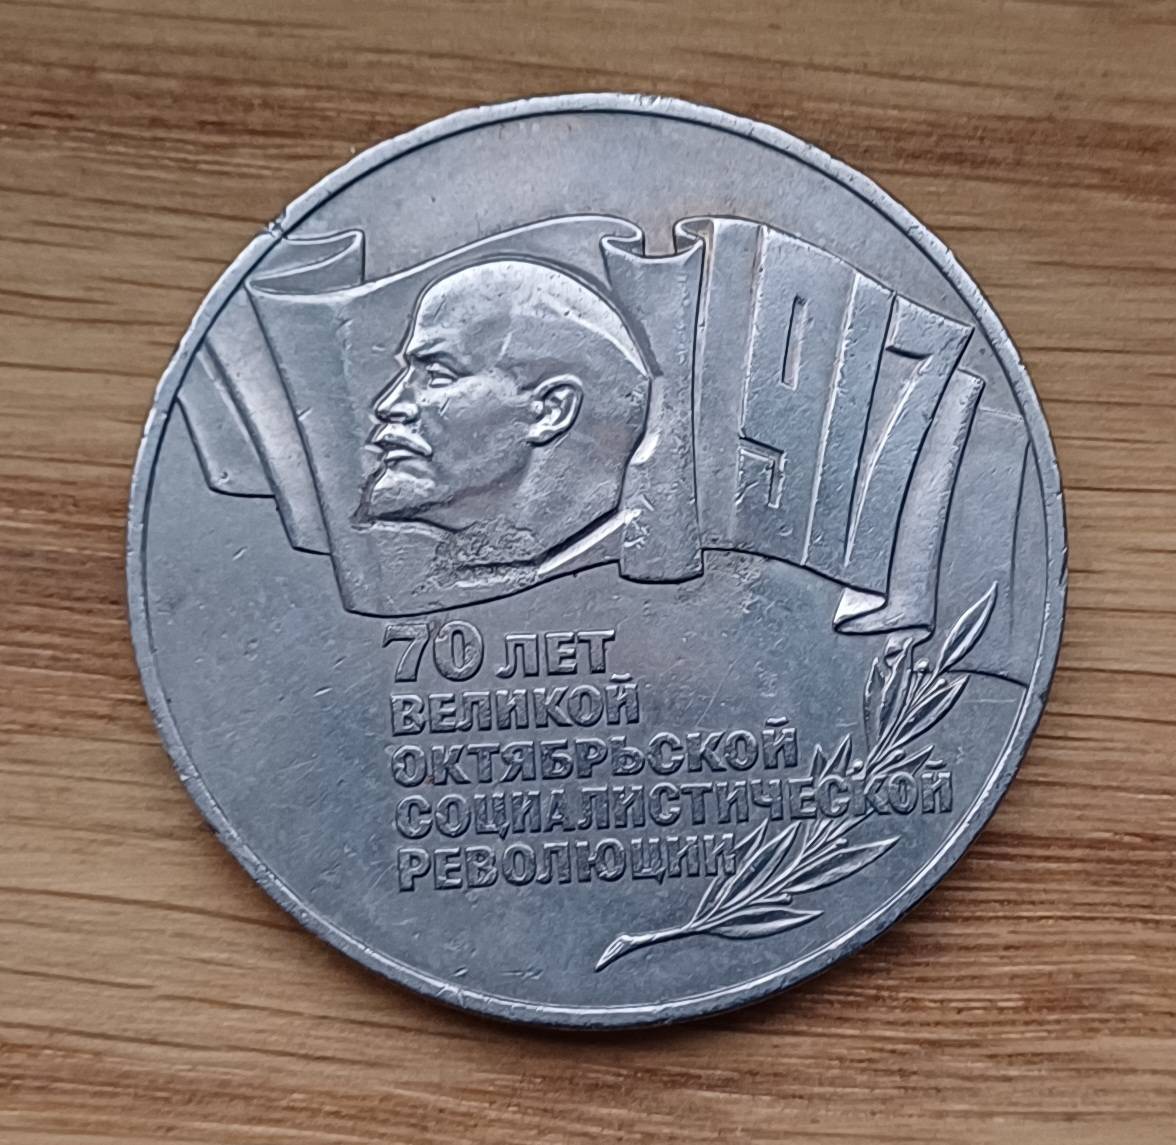 1917
70 ЛЕТ
ВЕЛИКОЙ
ОКТЯБРЬСКОЙ
СОЦИАЛИСТИЧЕСКОЙ
РЕВОЛЮЦИИ